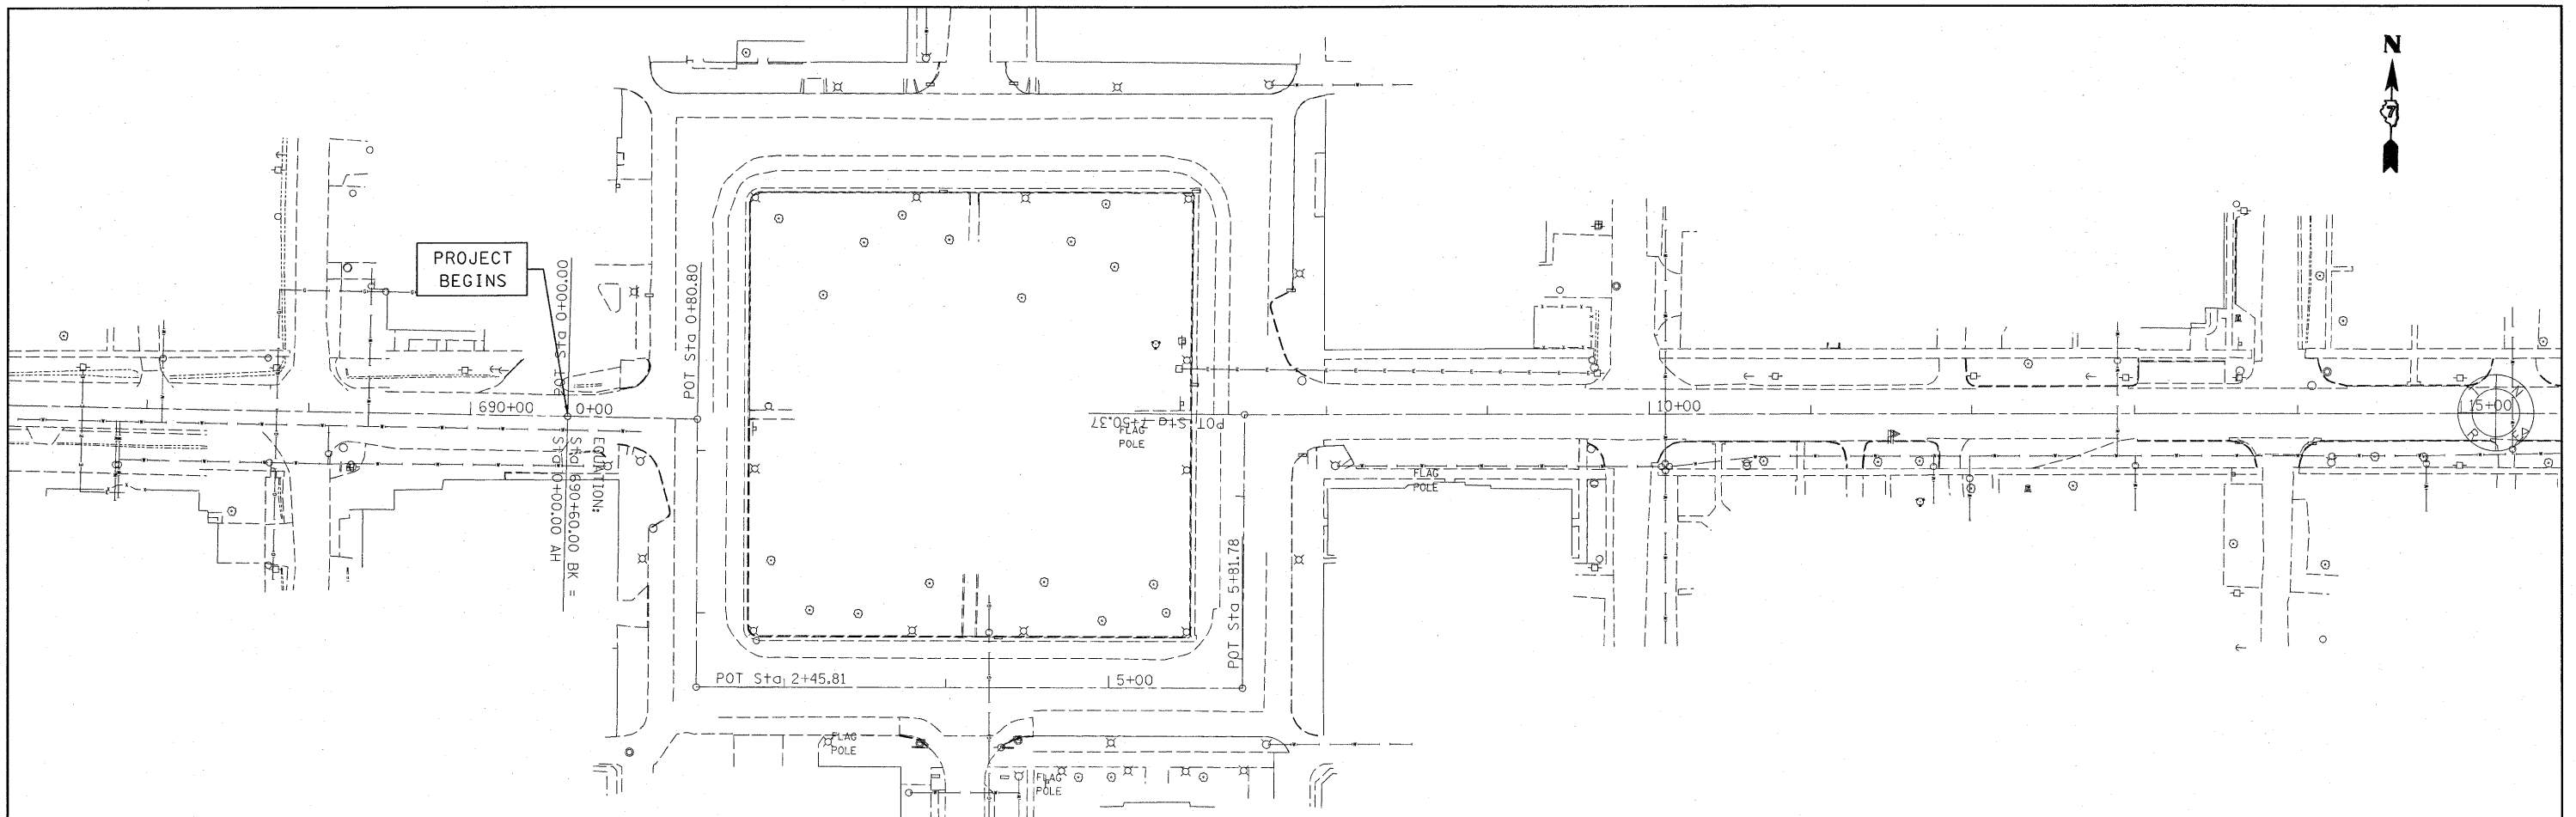 N
7
PROJECT
BEGINS
POT Sta 0+00.00
POT Sta 0+80.80
690+00
0+00
EQUATION:
Sta 690+60.00 BK =
Sta 0+00.00 AH
POT Sta 7+50.37
FLAG
POLE
10+00
15+00
FLAG
POLE
POT Sta 5+81.78
POT Sta 2+45.81
5+00
FLAG
POLE
FLAG
POLE